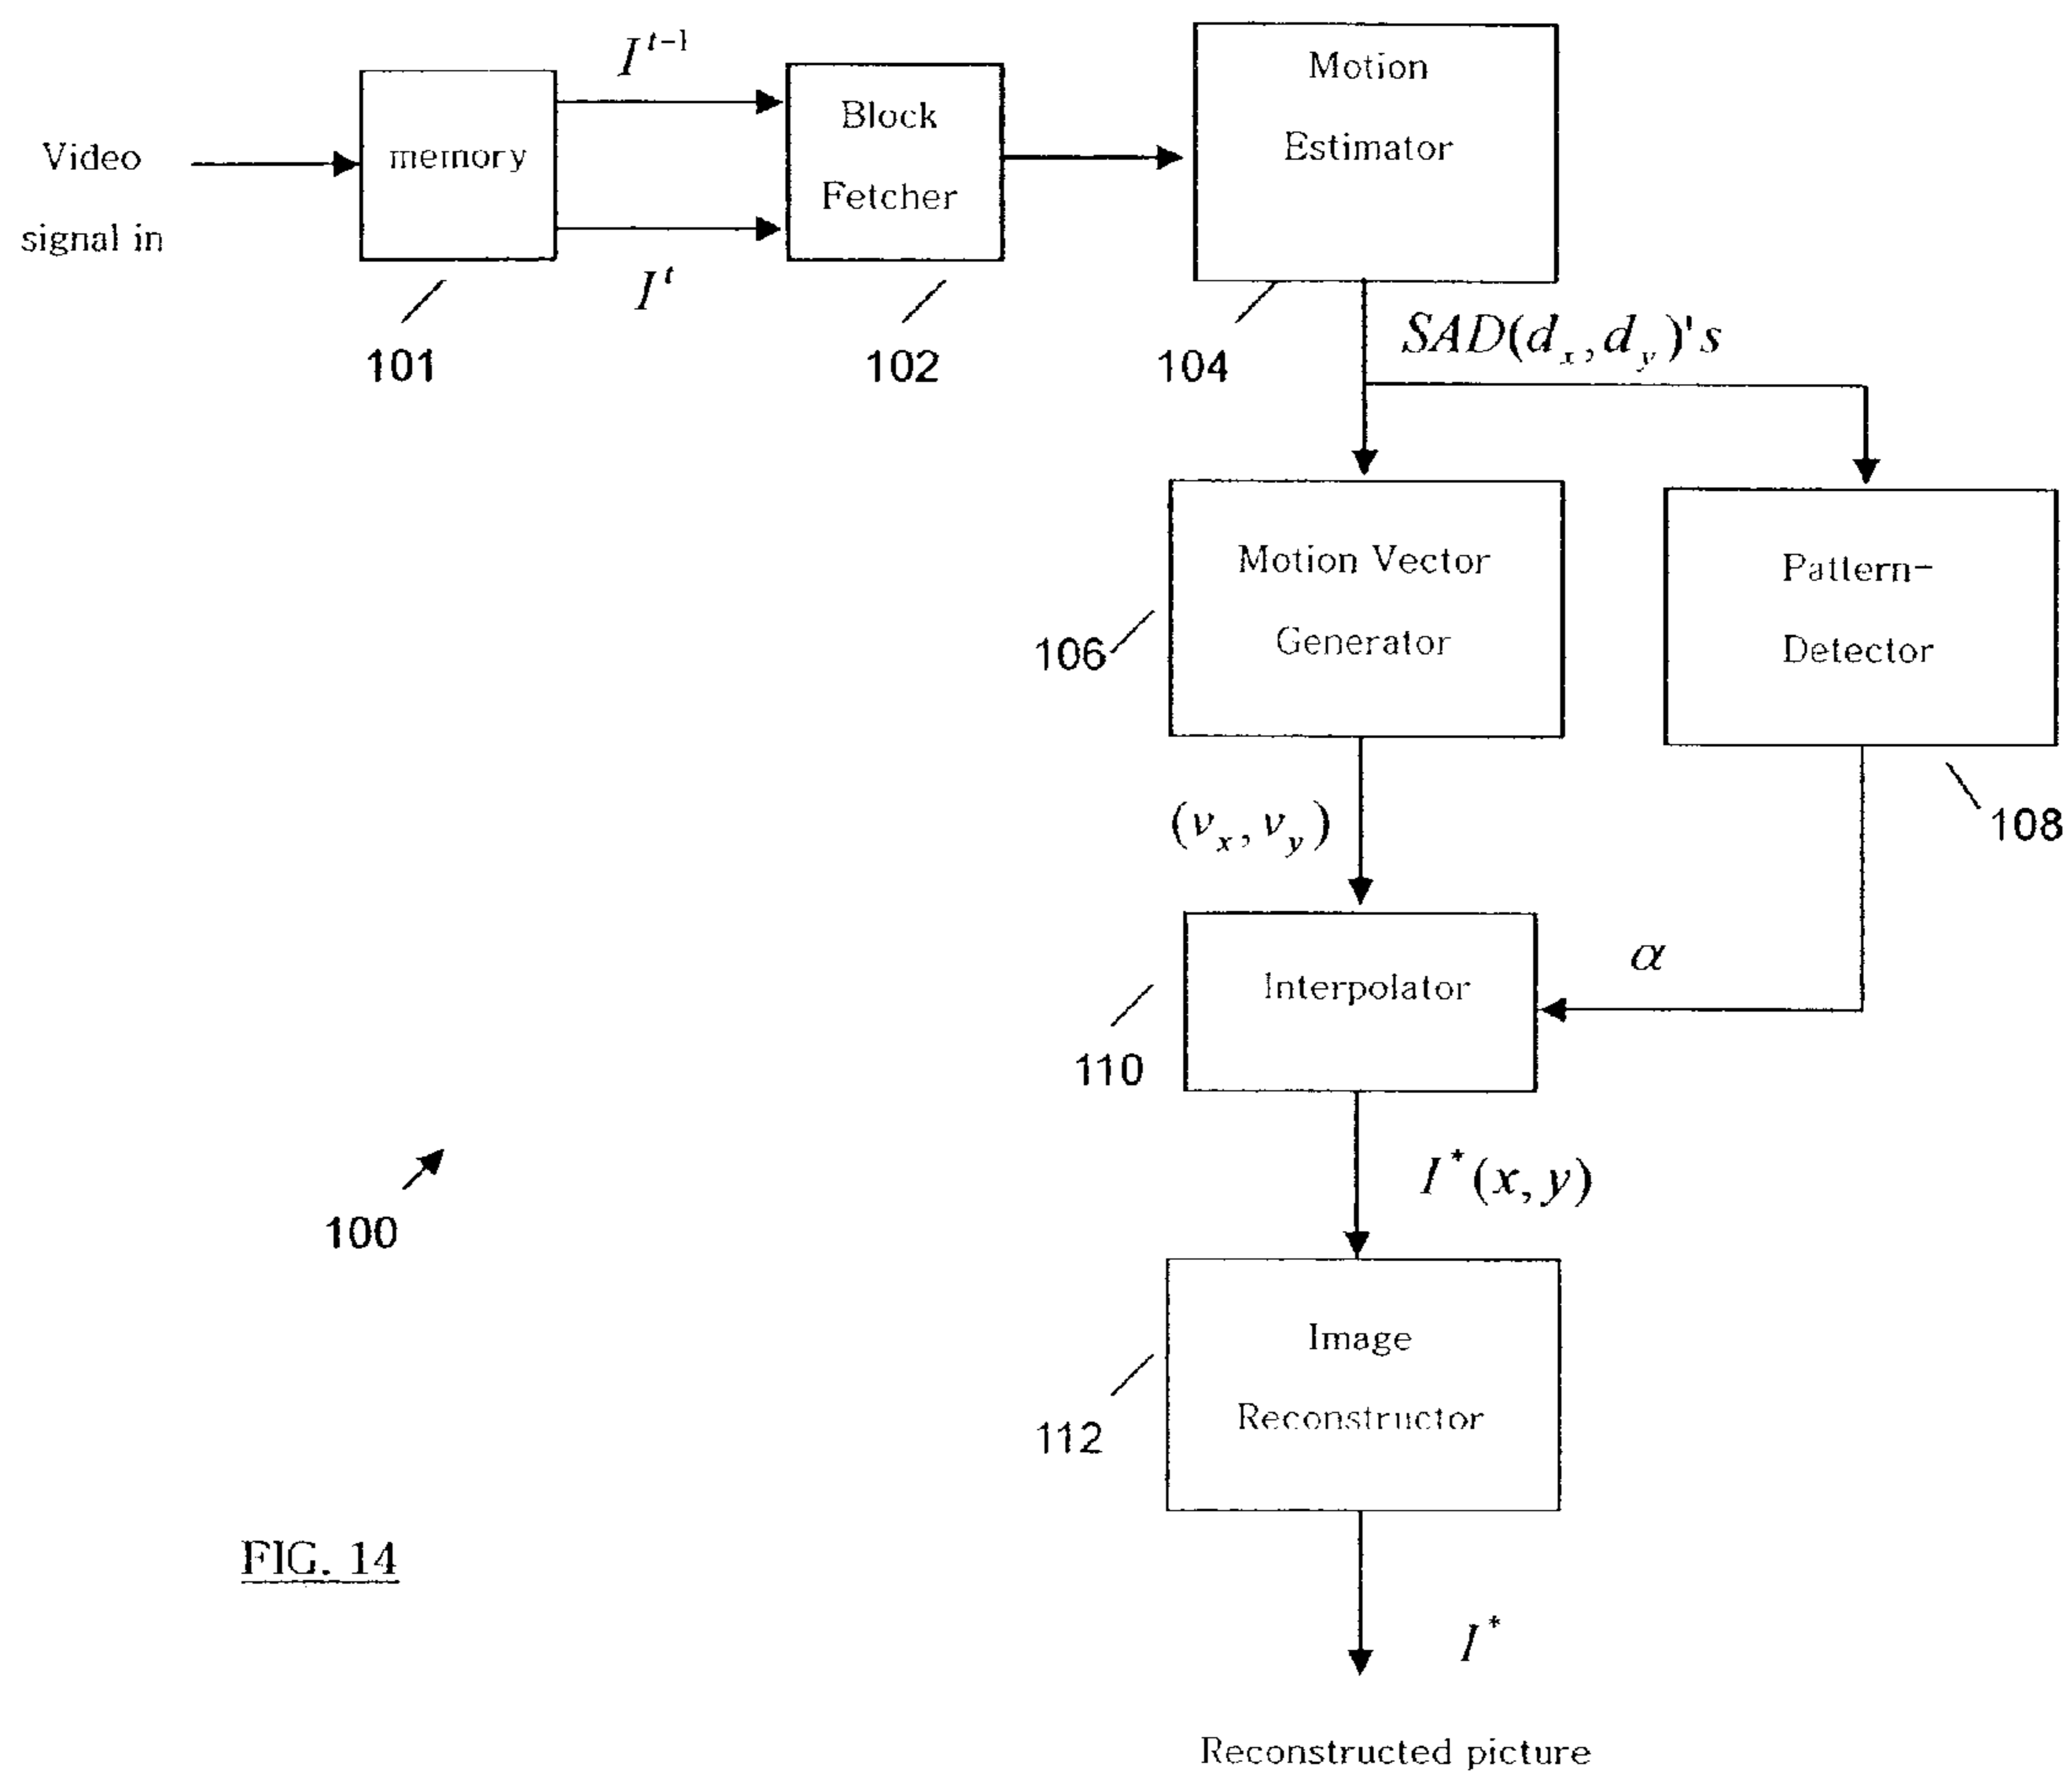 Video
signal in
memory
101
I^{t-1}
I^t
Block
Fetcher
102
Motion
Estimator
104
SAD(d_x, d_y)'s
Motion Vector
Generator
106
Pattern-
Detector
108
(v_x, v_y)
α
Interpolator
110
I^*(x, y)
100
Image
Reconstructor
112
FIG. 14
I^*
Reconstructed picture